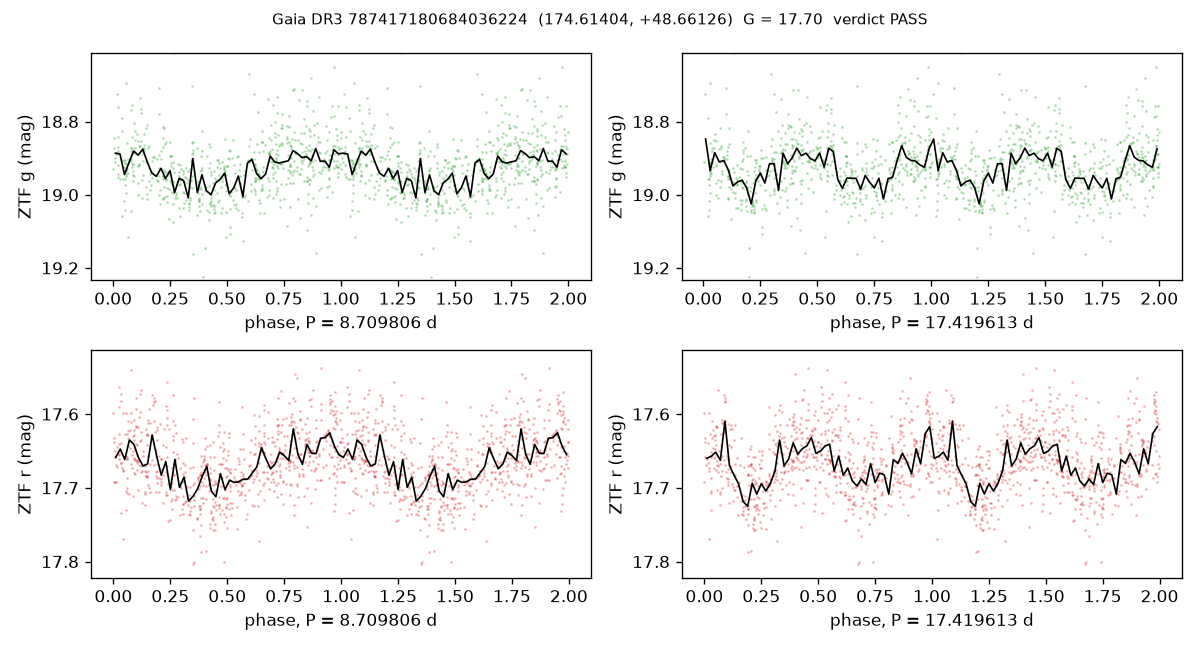 Gaia DR3 787417180684036224  (174.61404, +48.66126)  G = 17.70  verdict PASS
ZTF g (mag)
18.8
19.0
19.2
0.00 0.25 0.50 0.75 1.00 1.25 1.50 1.75 2.00
phase, P = 8.709806 d
ZTF g (mag)
18.8
19.0
19.2
0.00 0.25 0.50 0.75 1.00 1.25 1.50 1.75 2.00
phase, P = 17.419613 d
ZTF r (mag)
17.6
17.7
17.8
0.00 0.25 0.50 0.75 1.00 1.25 1.50 1.75 2.00
phase, P = 8.709806 d
ZTF r (mag)
17.6
17.7
17.8
0.00 0.25 0.50 0.75 1.00 1.25 1.50 1.75 2.00
phase, P = 17.419613 d